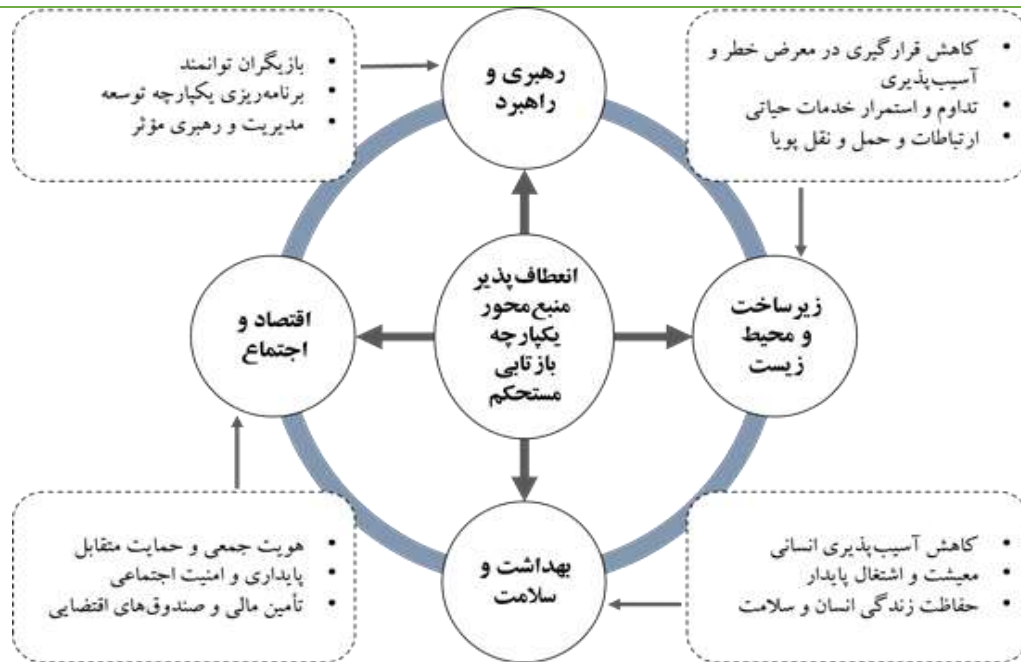 رهبری و
راهبرد
کاهش قرارگیری در معرض خطر و
آسیب‌پذیری
تداوم و استمرار خدمات حیاتی
ارتباطات و حمل و نقل پویا
بازیگران توانمند
برنامه‌ریزی یکپارچه توسعه
مدیریت و رهبری مؤثر
زیرساخت
و محیط
زیست
انعطاف‌پذیر
منبع‌محور
یکپارچه
بازتابی
مستحکم
اقتصاد و
اجتماع
کاهش آسیب‌پذیری انسانی
معیشت و اشتغال پایدار
حفاظت زندگی انسان و سلامت
بهداشت و
سلامت
هویت جمعی و حمایت متقابل
پایداری و امنیت اجتماعی
تأمین مالی و صندوق‌های اقتضایی